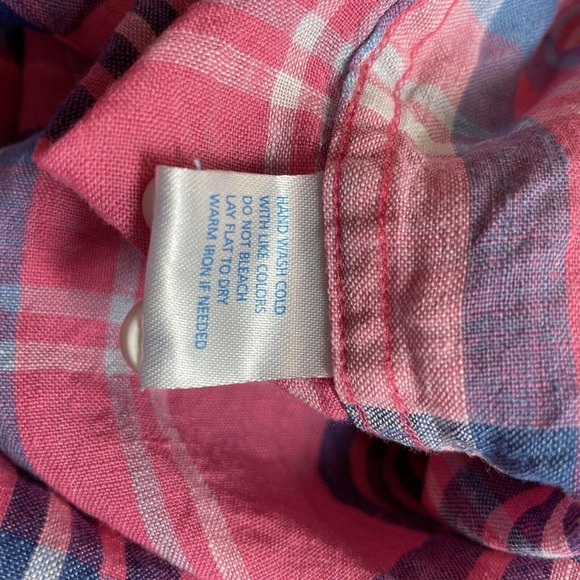 HAND WASH COLD
WITH LIKE COLORS
DO NOT BLEACH
LAY FLAT TO DRY
WARM IRON IF NEEDED